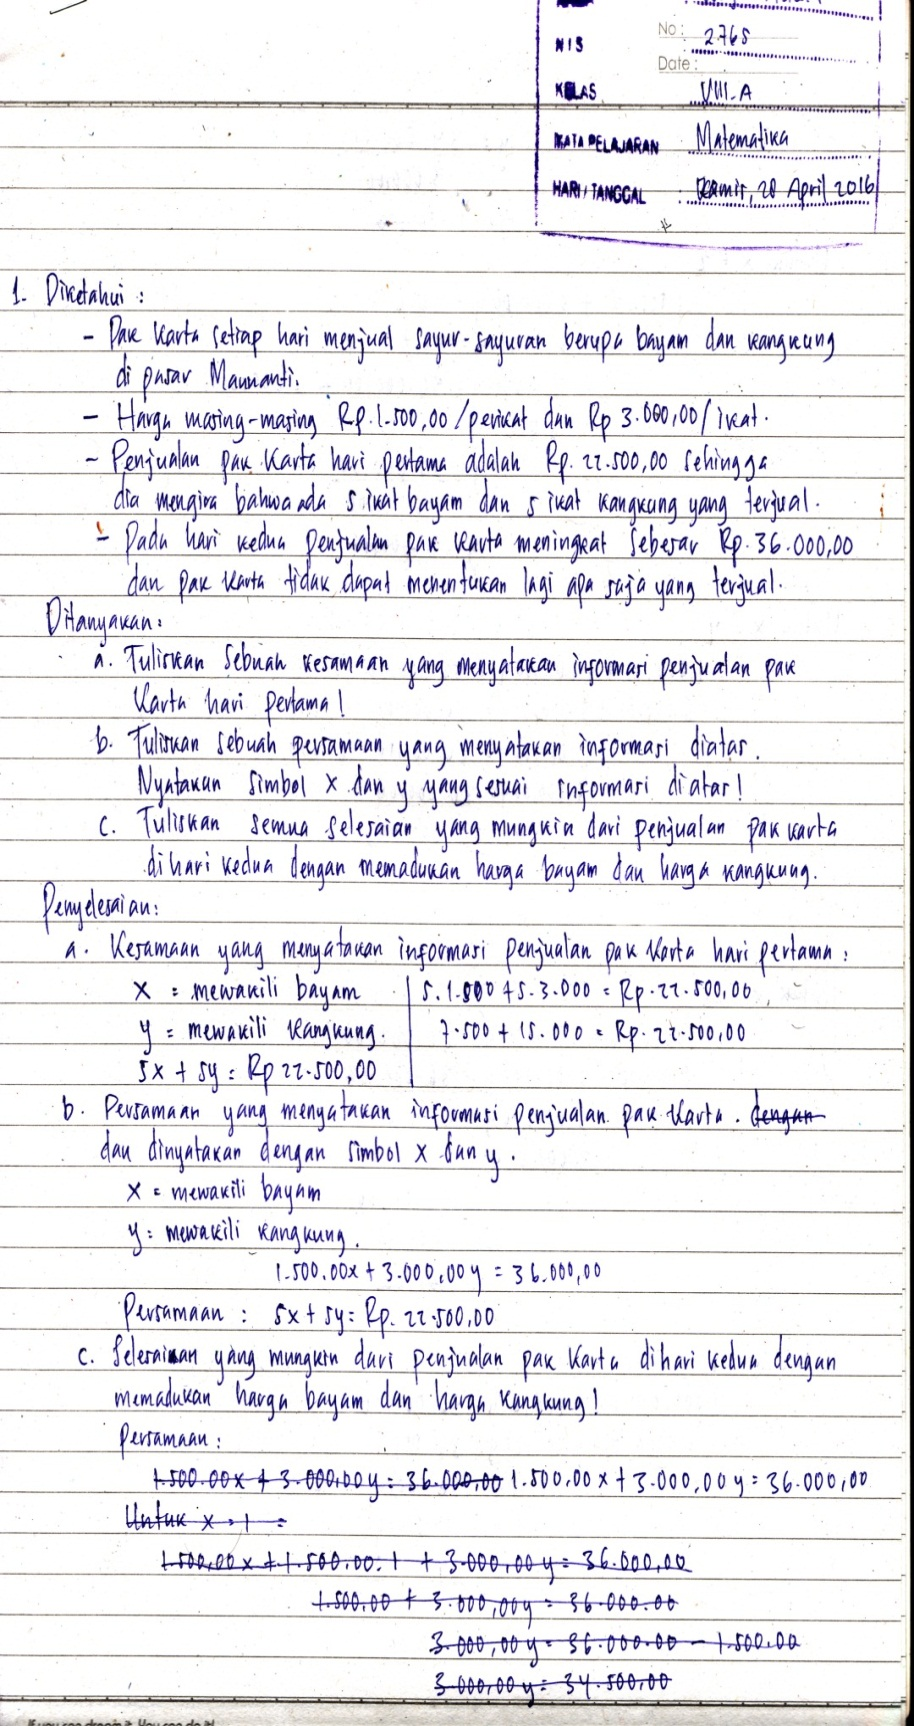 No: 2765
NIS
Date:
KELAS VIII.A
MATA PELAJARAN Matematika
HARI / TANGGAL : Kamis, 28 April 2016
1. Diketahui :
- Pak Karta setiap hari menjual sayur-sayuran berupa bayam dan kangkung
di pasar Mannanti.
- Harga masing-masing Rp.1.500,00 /perikat dan Rp 3.000,00/ikat.
- Penjualan pak Karta hari pertama adalah Rp. 22.500,00 sehingga
dia mengira bahwa ada 5 ikat bayam dan 5 ikat kangkung yang terjual.
- Pada hari kedua penjualan pak Karta meningkat sebesar Rp. 36.000,00
dan pak Karta tidak dapat menentukan lagi apa saja yang terjual.
Ditanyakan:
a. Tuliskan sebuah kesamaan yang menyatakan informasi penjualan pak
Karta hari pertama!
b. Tuliskan sebuah persamaan yang menyatakan informasi diatas.
Nyatakan simbol x dan y yang sesuai informasi diatas!
c. Tuliskan semua selesaian yang mungkin dari penjualan pak karta
dihari kedua dengan memadukan harga bayam dan harga kangkung.
Penyelesaian:
a. Kesamaan yang menyatakan informasi penjualan pak Karta hari pertama :
x = mewakili bayam 5.1.500 + 5.3.000 = Rp.22.500,00
y = mewakili kangkung. 7.500 + 15.000 = Rp. 22.500,00
5x + 5y = Rp 22.500,00
b. Persamaan yang menyatakan informasi penjualan pak Karta. dengan
dan dinyatakan dengan simbol x dan y.
x = mewakili bayam
y = mewakili kangkung.
1.500.00x + 3.000,00y = 36.000,00
Persamaan : 5x + 5y = Rp. 22.500,00
c. Selesaikan yang mungkin dari penjualan pak Karta dihari kedua dengan
memadukan harga bayam dan harga kangkung!
Persamaan :
1.500.00x + 3.000,00y = 36.000,00 1.500,00x + 3.000,00y = 36.000,00
Untuk x = 1 =
1.500,00x + 1.500,00.1 + 3.000,00y = 36.000,00
1.500,00 + 3.000,00y = 36.000.00
3.000,00y = 36.000.00 - 1.500.00
3.000,00y = 34.500,00